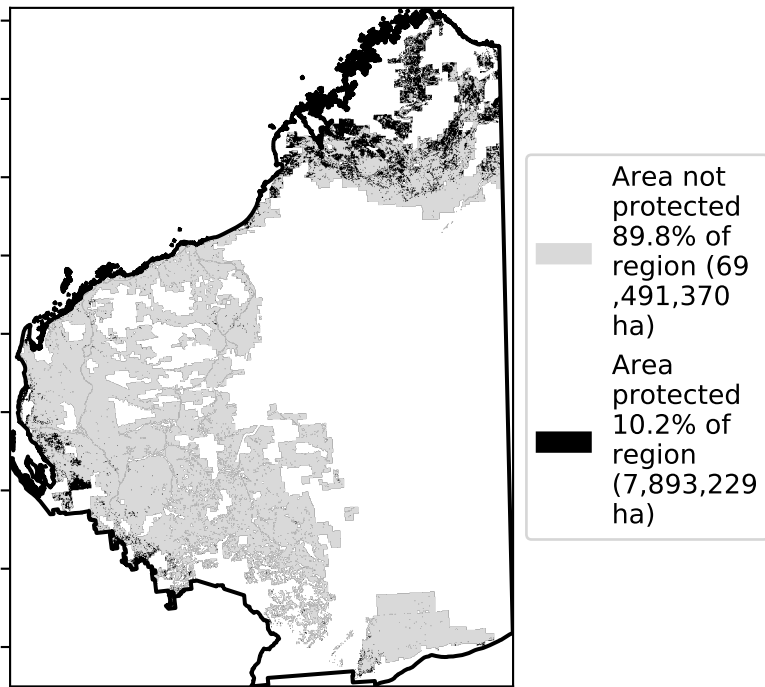 Area not
protected
89.8% of
region (69
,491,370
ha)
Area
protected
10.2% of
region
(7,893,229
ha)